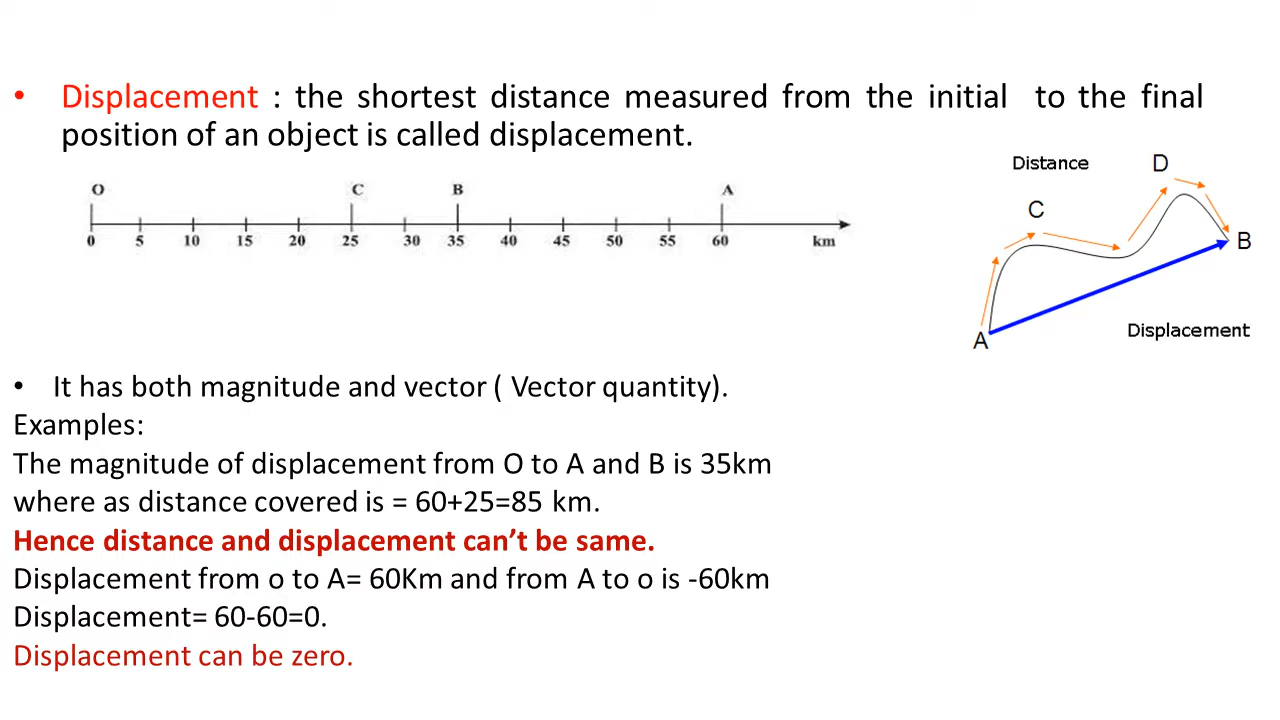 • Displacement : the shortest distance measured from the initial to the final
position of an object is called displacement.
O C B A
0 5 10 15 20 25 30 35 40 45 50 55 60 km
Distance D
C
B
A
Displacement
• It has both magnitude and vector ( Vector quantity).
Examples:
The magnitude of displacement from O to A and B is 35km
where as distance covered is = 60+25=85 km.
Hence distance and displacement can’t be same.
Displacement from o to A= 60Km and from A to o is -60km
Displacement= 60-60=0.
Displacement can be zero.